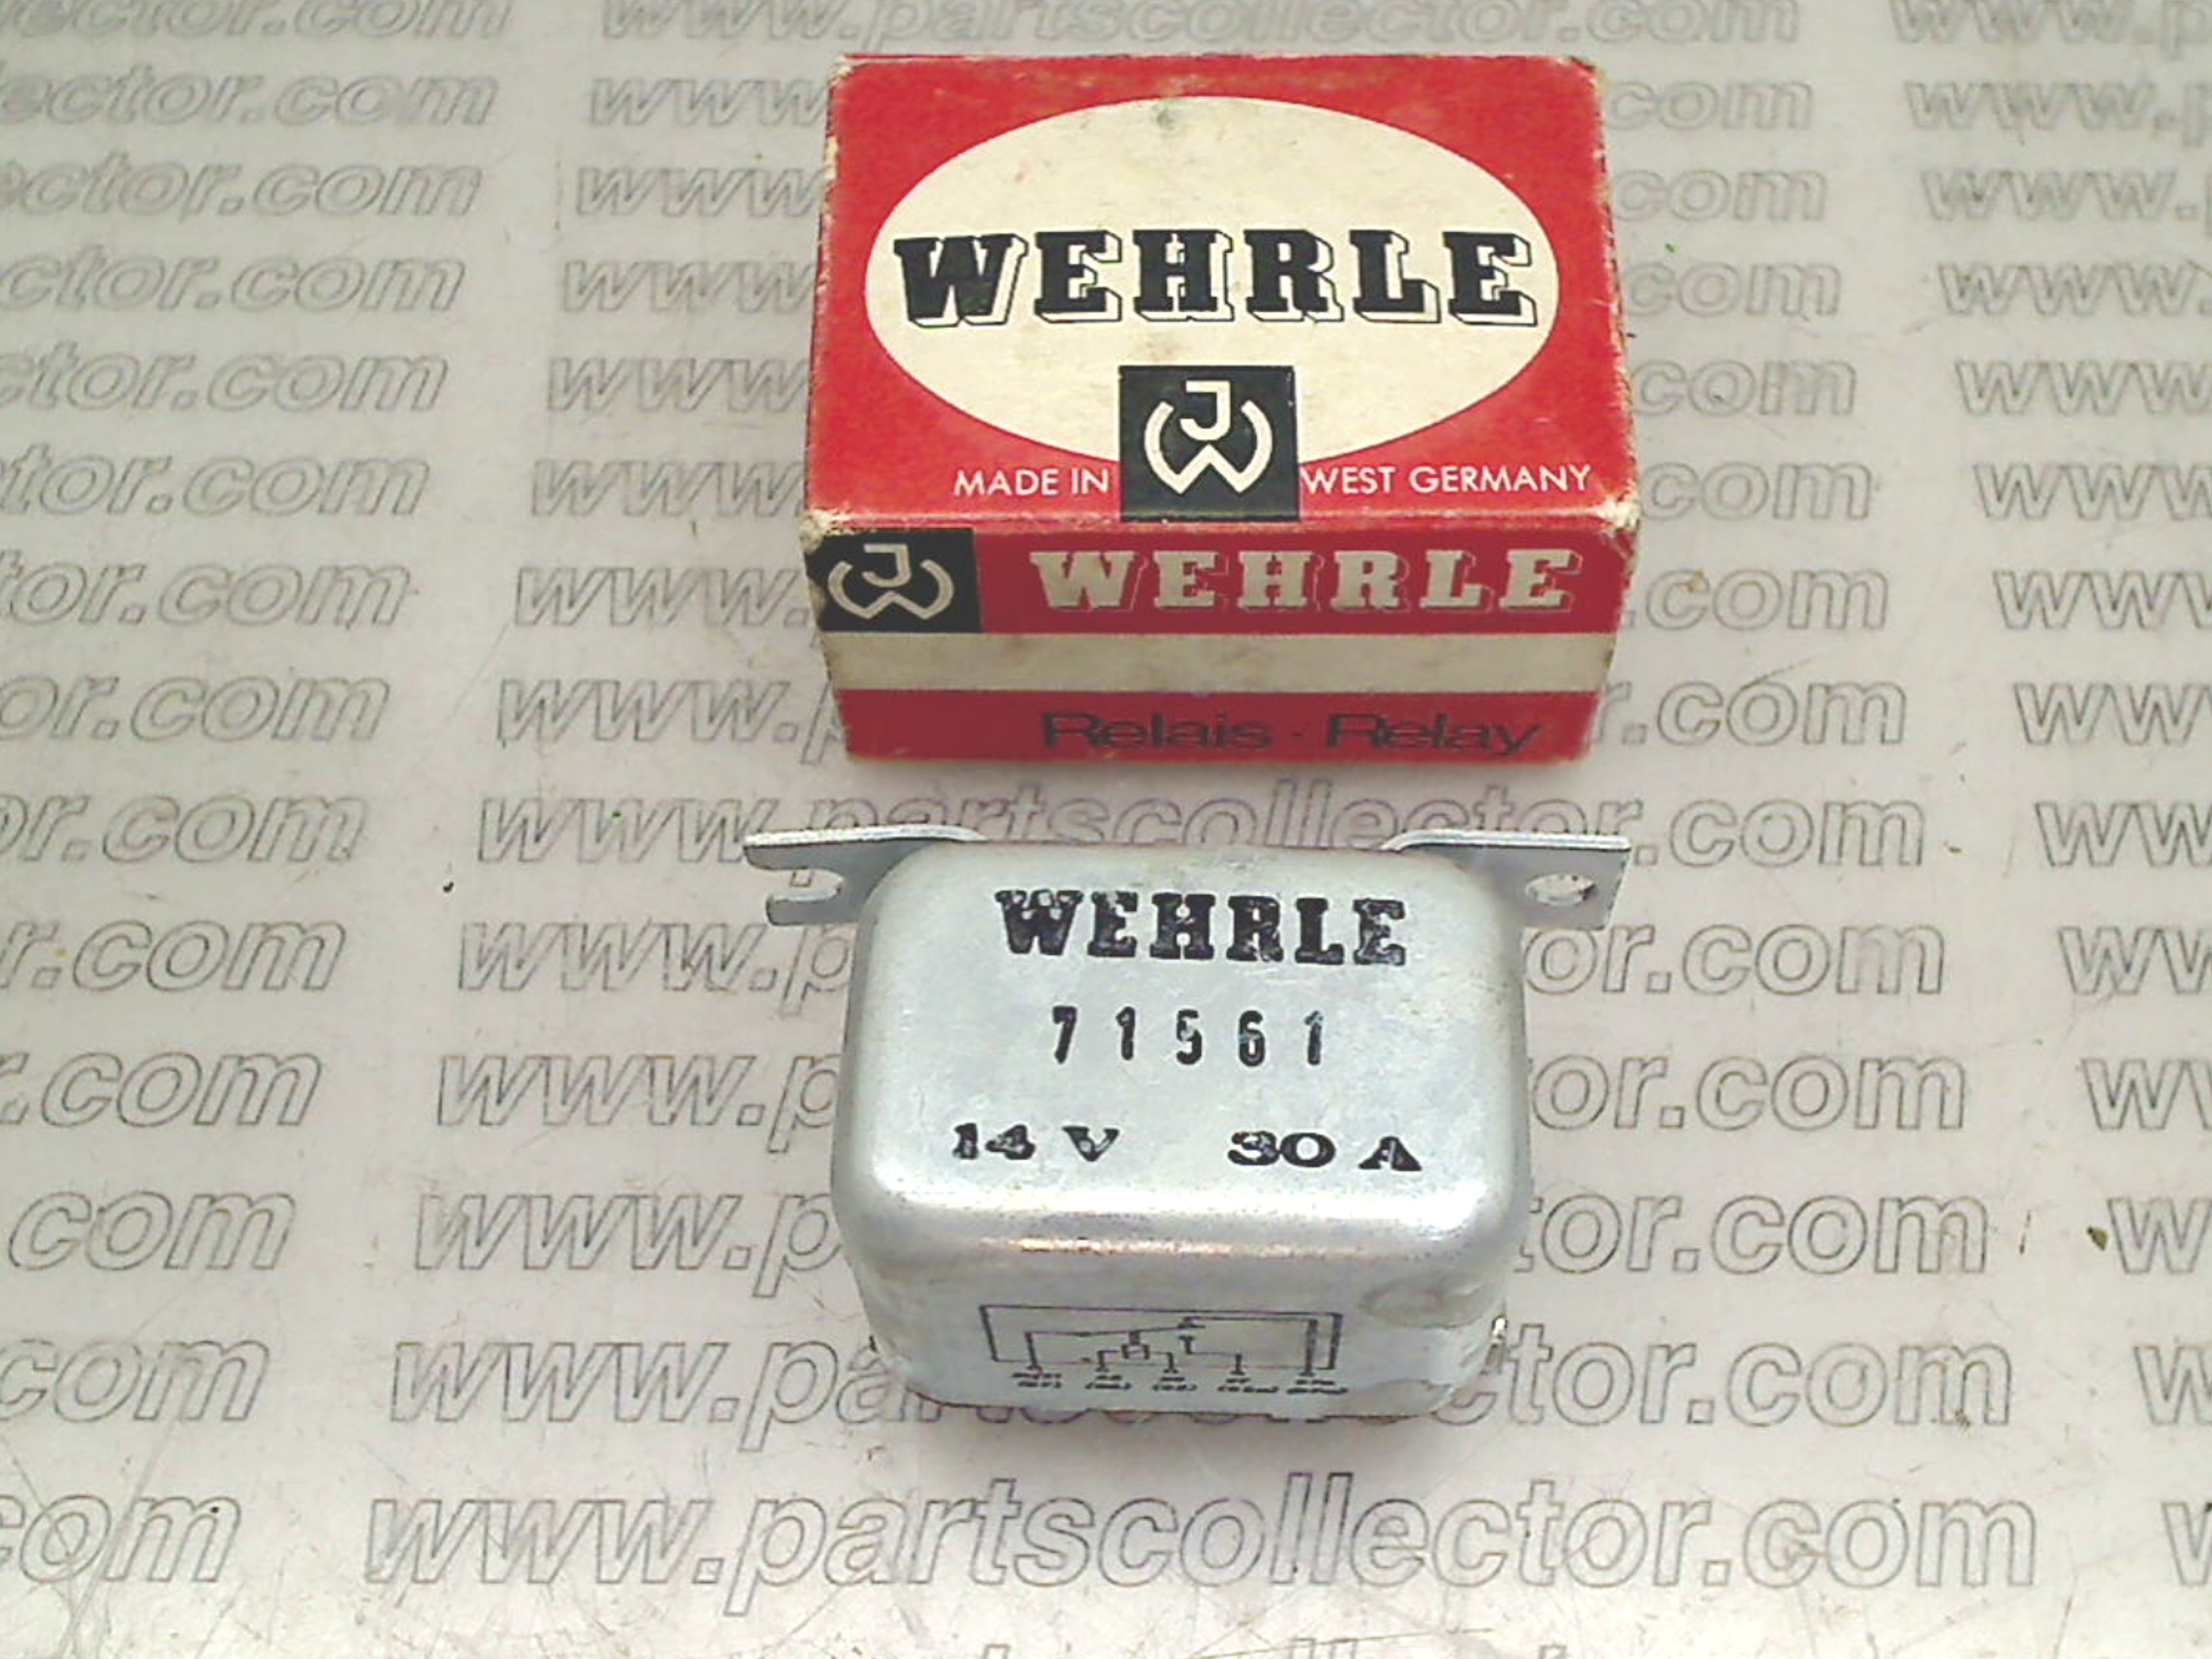 WEHRLE
JW
MADE IN WEST GERMANY
JW WEHRLE
Relais · Relay
WEHRLE
71561
14 V 30 A
www.partscollector.com